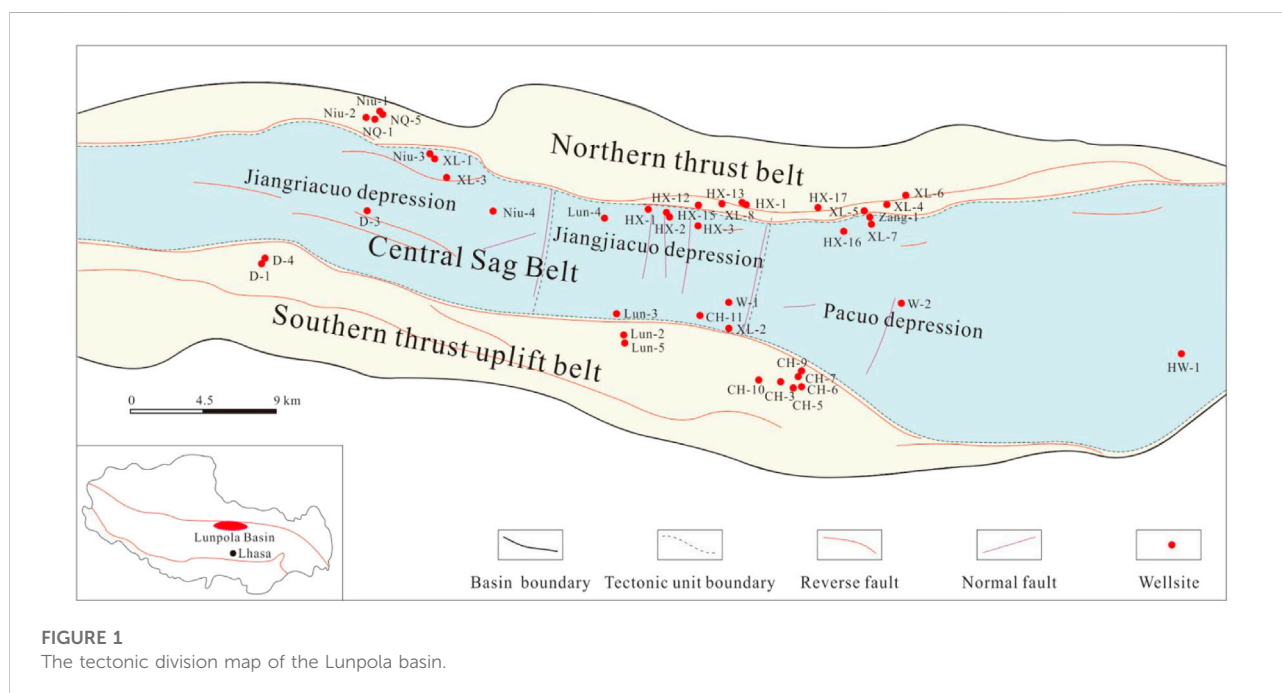 Niu-1
Niu-2
NQ-5
NQ-1
Niu-3
XL-1
XL-3
Northern thrust belt
Jiangriacuo depression
D-3
Niu-4
Lun-4
HX-12
HX-13
HX-1
HX-17
XL-6
XL-5
XL-4
HX-1
HX-15
XL-8
Zang-1
HX-2
HX-3
HX-16
XL-7
Jiangjiacuo depression
Central Sag Belt
D-4
D-1
W-1
W-2
Lun-3
CH-11
XL-2
Pacuo depression
Lun-2
Lun-5
Southern thrust uplift belt
CH-9
CH-7
CH-10
CH-3
CH-6
CH-5
HW-1
0 4.5 9 km
Lunpola Basin
Lhasa
Basin boundary
Tectonic unit boundary
Reverse fault
Normal fault
Wellsite
FIGURE 1
The tectonic division map of the Lunpola basin.